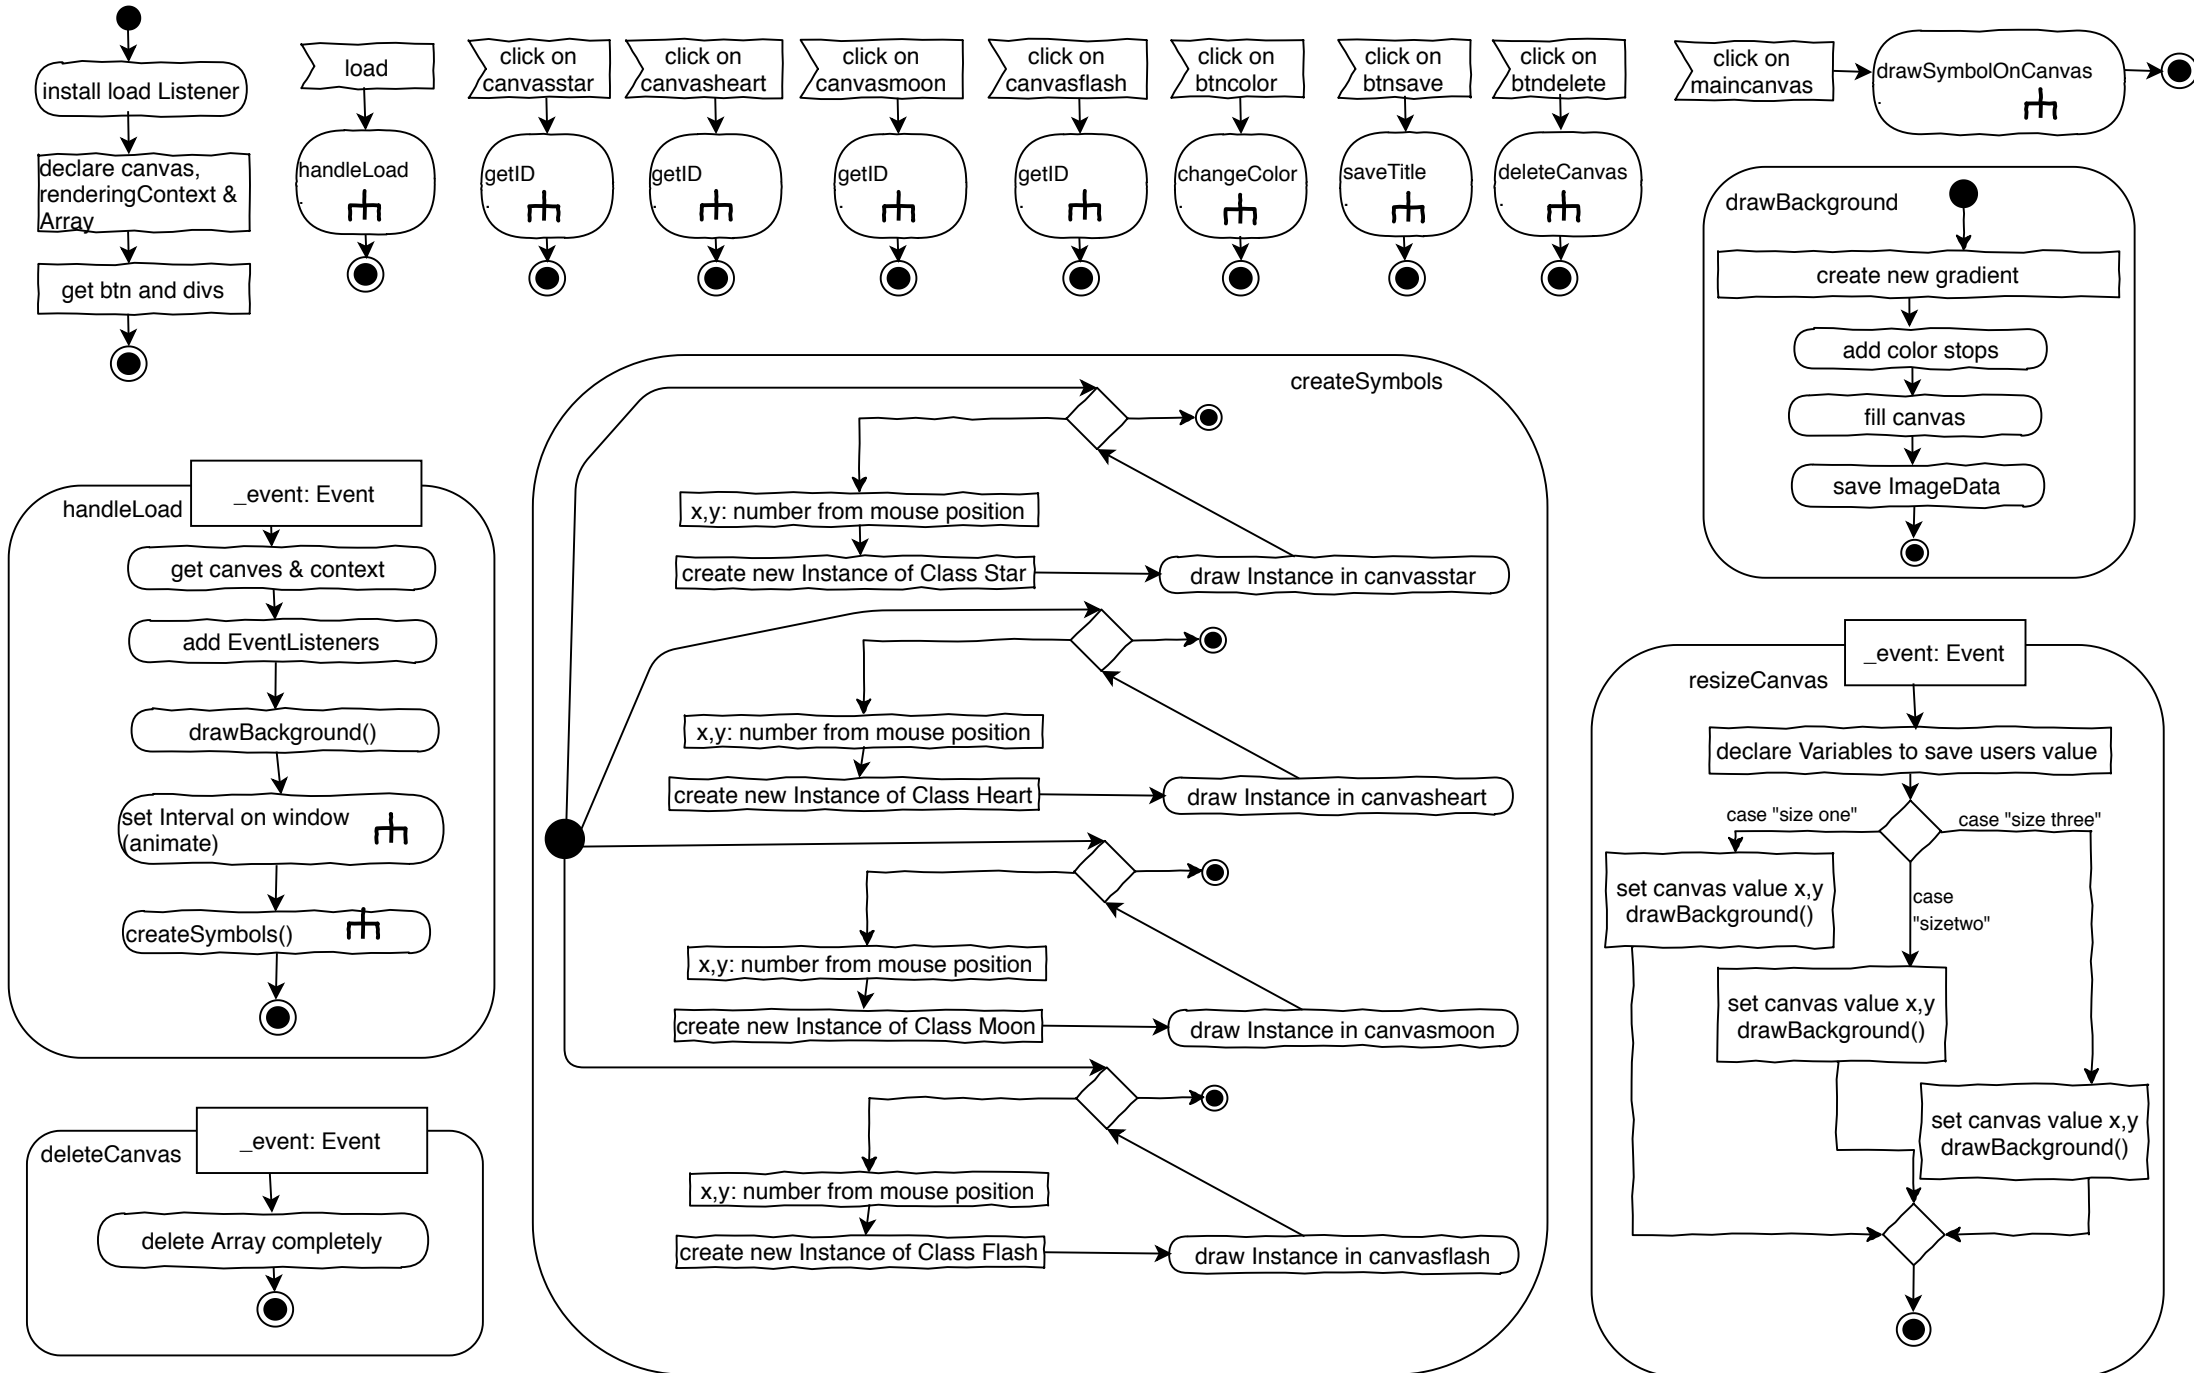 install load Listener
declare canvas,
renderingContext &
Array
get btn and divs
load
handleLoad
.
click on
canvasstar
getID
.
click on
canvasheart
getID
.
click on
canvasmoon
getID
.
click on
canvasflash
getID
.
click on
btncolor
changeColor
.
click on
btnsave
saveTitle
.
click on
btndelete
deleteCanvas
.
click on
maincanvas
drawSymbolOnCanvas
.
drawBackground
create new gradient
add color stops
fill canvas
save ImageData
handleLoad
_event: Event
get canves & context
add EventListeners
drawBackground()
set Interval on window
(animate)
createSymbols()
deleteCanvas
_event: Event
delete Array completely
createSymbols
x,y: number from mouse position
create new Instance of Class Star
draw Instance in canvasstar
x,y: number from mouse position
create new Instance of Class Heart
draw Instance in canvasheart
x,y: number from mouse position
create new Instance of Class Moon
draw Instance in canvasmoon
x,y: number from mouse position
create new Instance of Class Flash
draw Instance in canvasflash
resizeCanvas
_event: Event
declare Variables to save users value
case "size one"
case "size three"
set canvas value x,y
drawBackground()
case
"sizetwo"
set canvas value x,y
drawBackground()
set canvas value x,y
drawBackground()